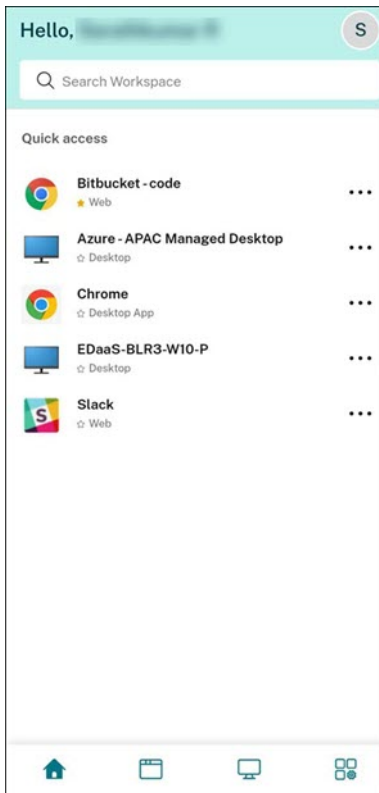 Hello,
S
Search Workspace
Quick access
Bitbucket - code
Web
Azure - APAC Managed Desktop
Desktop
Chrome
Desktop App
EDaaS-BLR3-W10-P
Desktop
S
Slack
Web